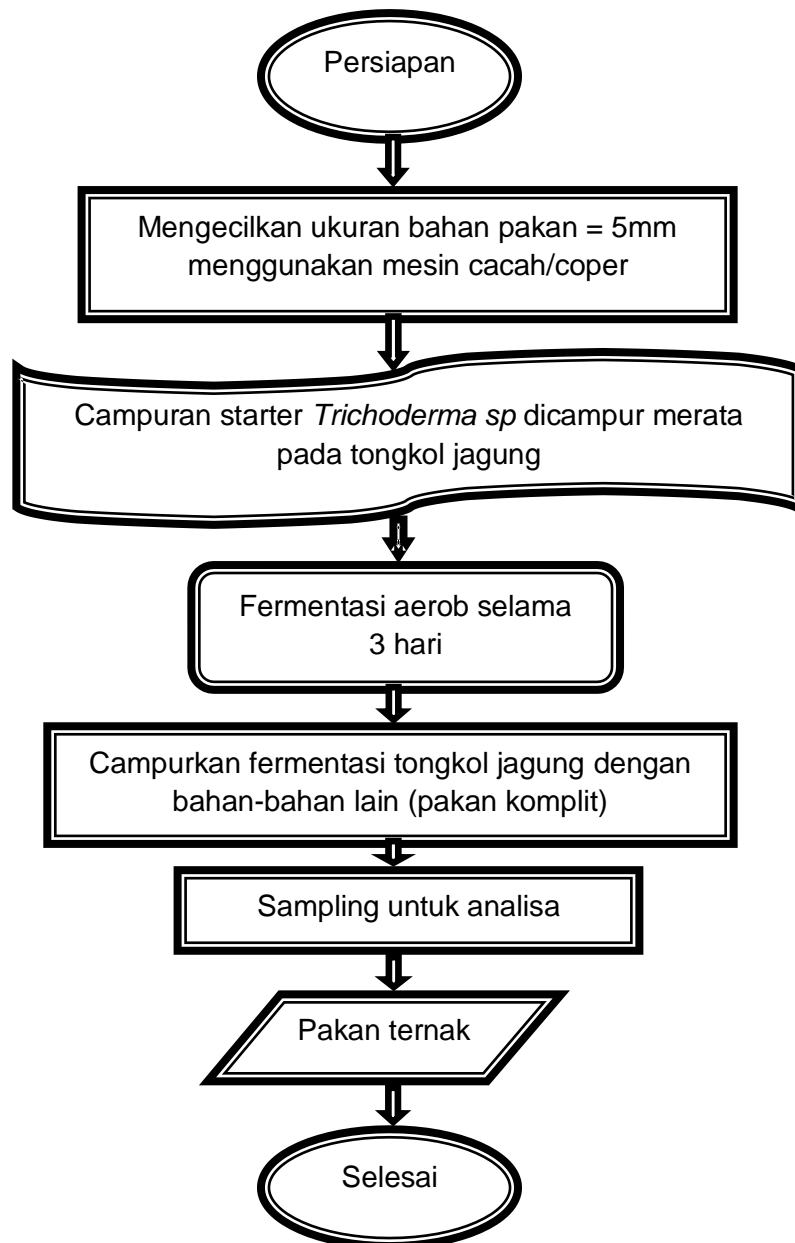 Persiapan
Mengecilkan ukuran bahan pakan = 5mm
menggunakan mesin cacah/coper
Campuran starter Trichoderma sp dicampur merata
pada tongkol jagung
Fermentasi aerob selama
3 hari
Campurkan fermentasi tongkol jagung dengan
bahan-bahan lain (pakan komplit)
Sampling untuk analisa
Pakan ternak
Selesai